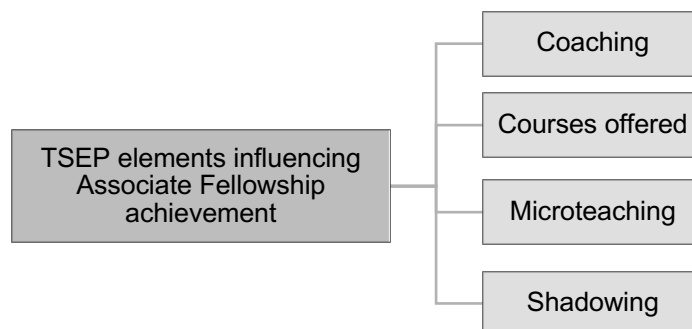 TSEP elements influencing
Associate Fellowship
achievement
Coaching
Courses offered
Microteaching
Shadowing